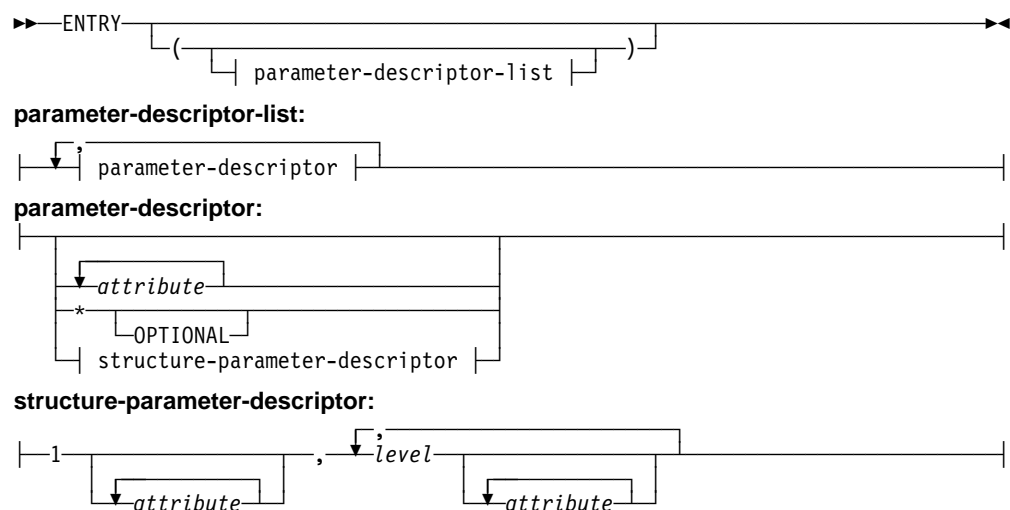 ENTRY
( )
parameter-descriptor-list
parameter-descriptor-list:
,
parameter-descriptor
parameter-descriptor:
attribute
*
OPTIONAL
structure-parameter-descriptor
structure-parameter-descriptor:
,
1 , level
attribute attribute